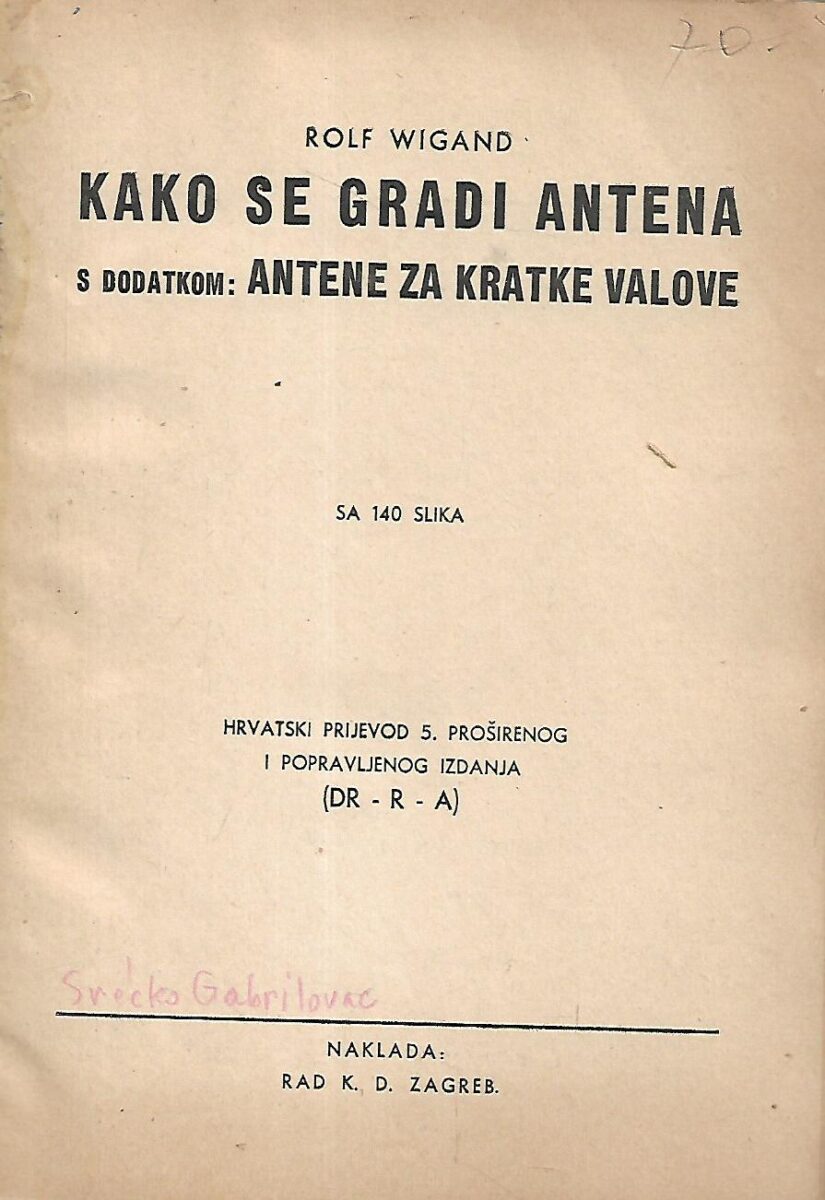 70.-
ROLF WIGAND
KAKO SE GRADI ANTENA
S DODATKOM: ANTENE ZA KRATKE VALOVE
SA 140 SLIKA
HRVATSKI PRIJEVOD 5. PROŠIRENOG
I POPRAVLJENOG IZDANJA
(DR - R - A)
Srećko Gabrilovac
NAKLADA:
RAD K. D. ZAGREB.